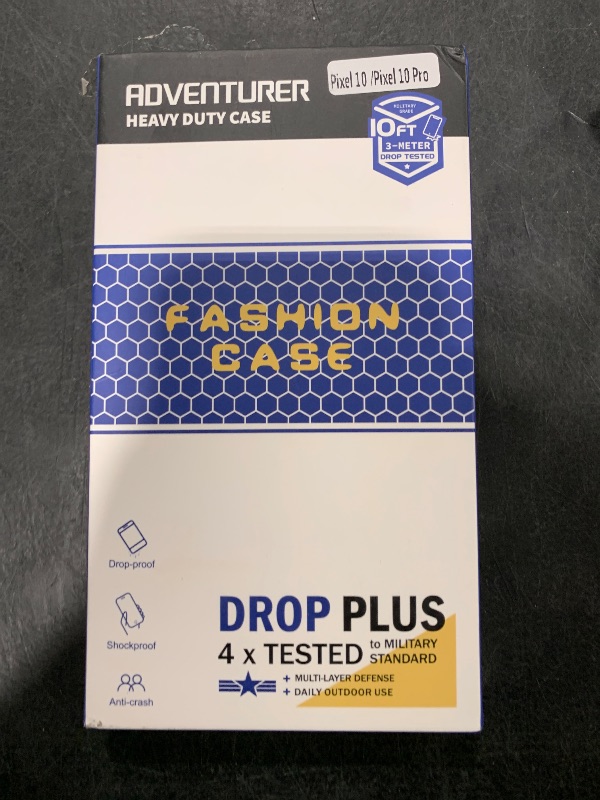 ADVENTURER
HEAVY DUTY CASE
Pixel 10 /Pixel 10 Pro
MILITARY
GRADE
10FT
3-METER
DROP TESTED
FASHION
CASE
Drop-proof
Shockproof
Anti-crash
DROP PLUS
4 x TESTED to MILITARY
STANDARD
+ MULTI-LAYER DEFENSE
+ DAILY OUTDOOR USE